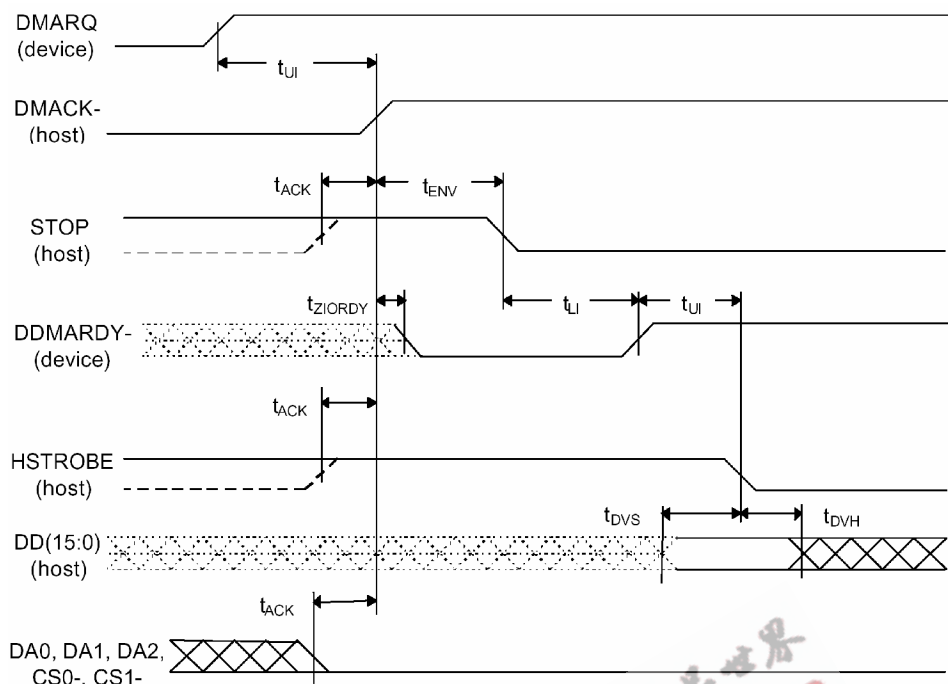 DMARQ
(device)
tUI
DMACK-
(host)
tACK
tENV
STOP
(host)
tZIORDY
tLI
tUI
DDMARDY-
(device)
tACK
HSTROBE
(host)
tDVS
tDVH
DD(15:0)
(host)
tACK
DA0, DA1, DA2,
CS0-, CS1-